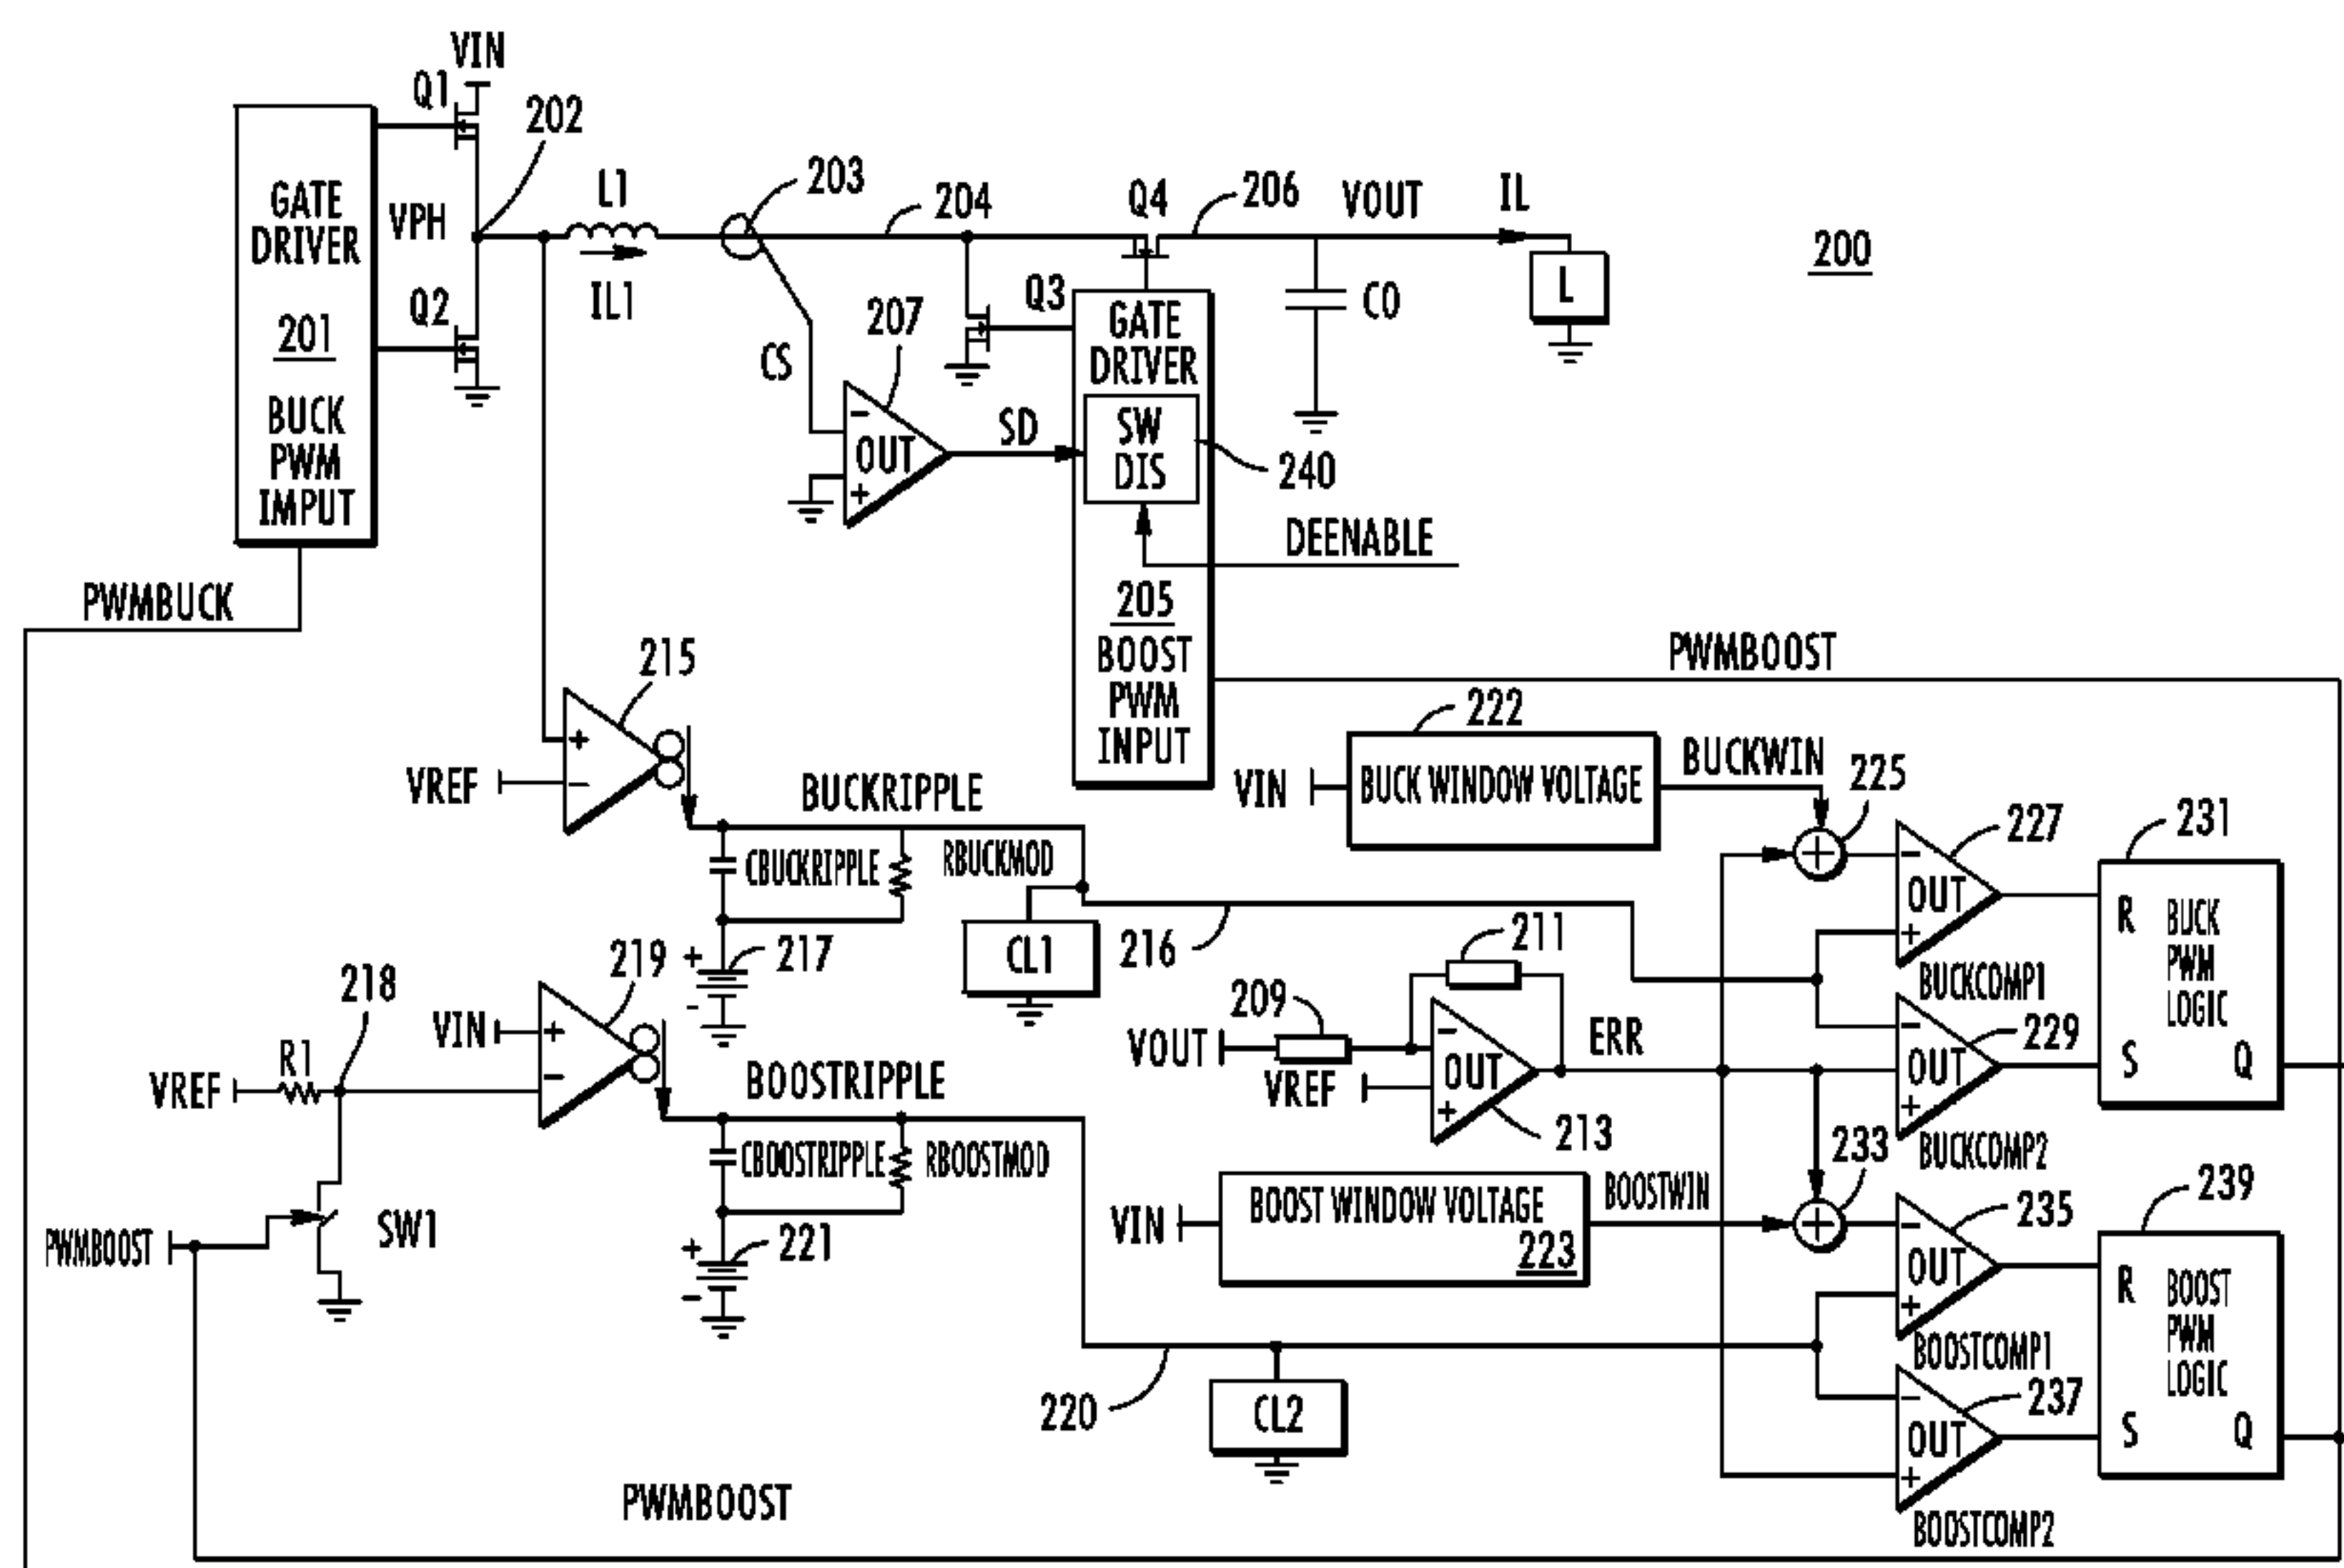 VIN
Q1
202
GATE
DRIVER
201
BUCK
PWM
IMPUT
VPH
Q2
L1
IL1
203
204
Q4
206
VOUT
IL
200
L
CO
Q3
CS
207
-
OUT
+
SD
GATE
DRIVER
SW
DIS
240
DEENABLE
205
BOOST
PWM
INPUT
PWMBUCK
PWMBOOST
215
+
-
VREF
BUCKRIPPLE
CBUCKRIPPLE
RBUCKMOD
CL1
216
+
-
217
222
VIN
BUCK WINDOW VOLTAGE
BUCKWIN
225
+
227
-
OUT
+
BUCKCOMP1
231
R
BUCK
PWM
LOGIC
S
Q
-
OUT
+
229
BUCKCOMP2
211
209
VOUT
VREF
-
OUT
+
213
ERR
218
219
VIN
+
-
R1
VREF
BOOSTRIPPLE
CBOOSTRIPPLE
RBOOSTMOD
+
-
221
PWMBOOST
SW1
VIN
BOOST WINDOW VOLTAGE
223
BOOSTWIN
233
+
-
OUT
+
235
BOOSTCOMP1
239
R
BOOST
PWM
LOGIC
S
Q
-
OUT
+
237
BOOSTCOMP2
220
CL2
PWMBOOST